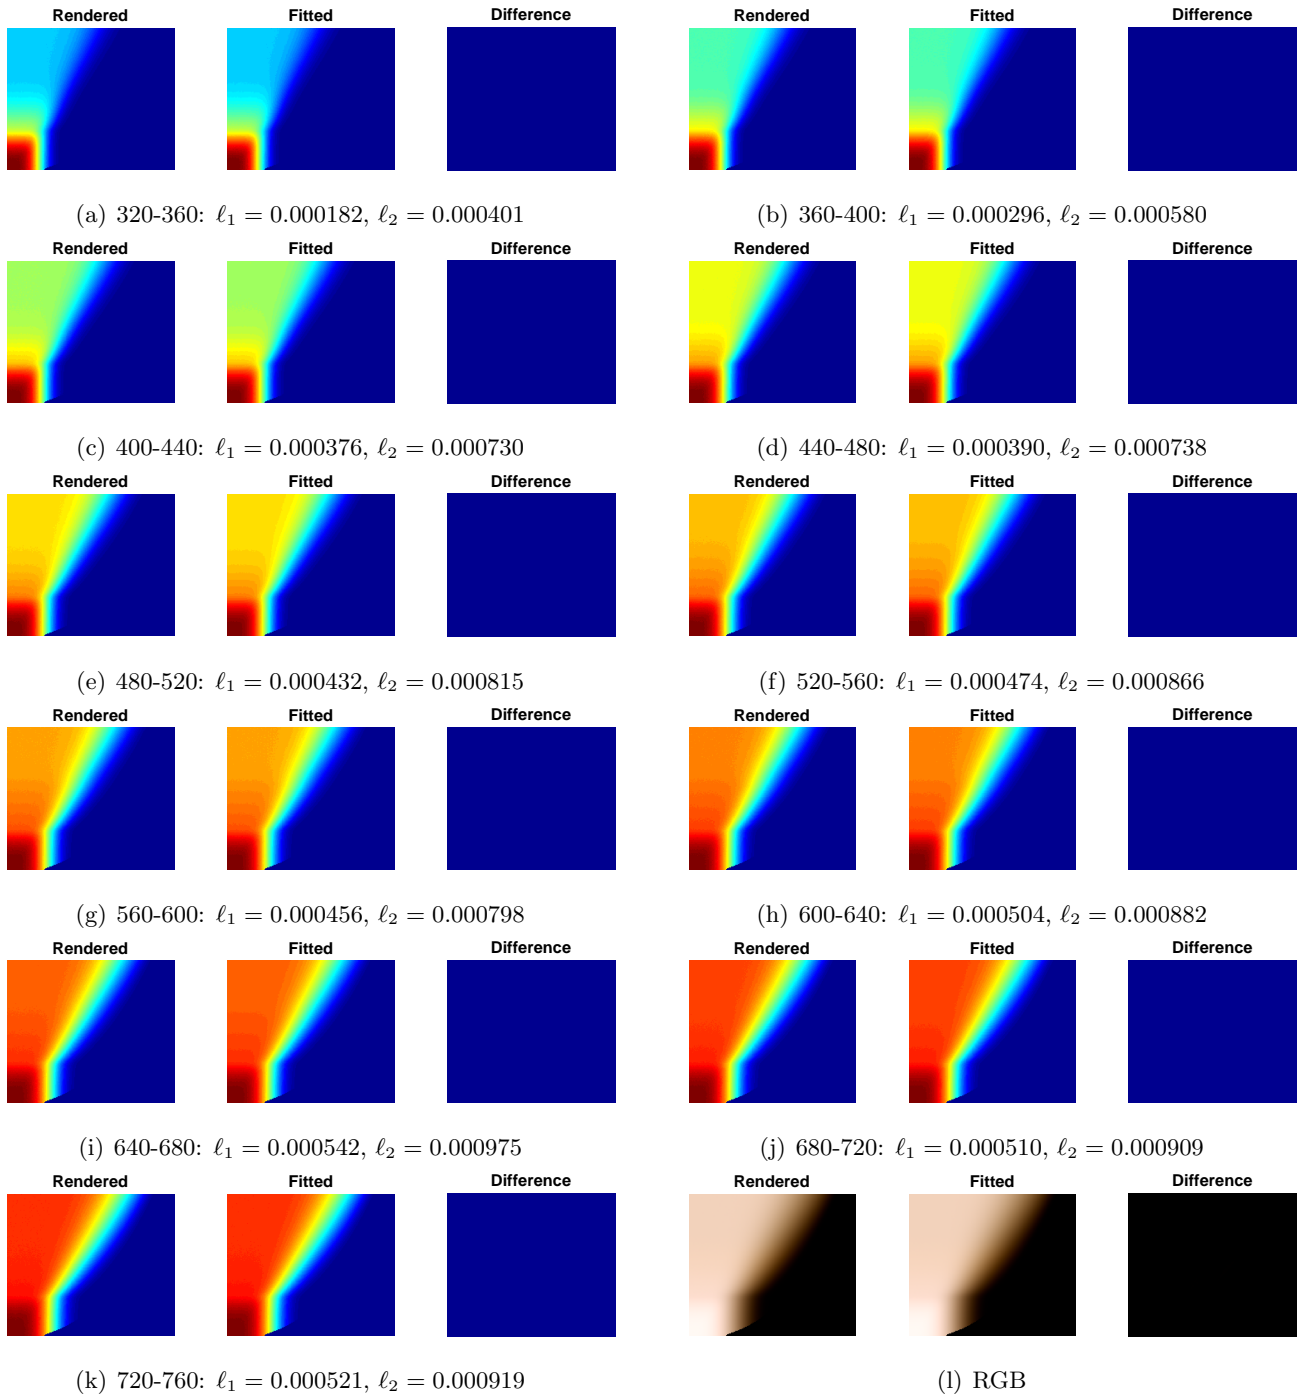 Rendered Fitted Difference Rendered Fitted Difference
(a) 320-360: ℓ1 = 0.000182, ℓ2 = 0.000401 (b) 360-400: ℓ1 = 0.000296, ℓ2 = 0.000580
Rendered Fitted Difference Rendered Fitted Difference
(c) 400-440: ℓ1 = 0.000376, ℓ2 = 0.000730 (d) 440-480: ℓ1 = 0.000390, ℓ2 = 0.000738
Rendered Fitted Difference Rendered Fitted Difference
(e) 480-520: ℓ1 = 0.000432, ℓ2 = 0.000815 (f) 520-560: ℓ1 = 0.000474, ℓ2 = 0.000866
Rendered Fitted Difference Rendered Fitted Difference
(g) 560-600: ℓ1 = 0.000456, ℓ2 = 0.000798 (h) 600-640: ℓ1 = 0.000504, ℓ2 = 0.000882
Rendered Fitted Difference Rendered Fitted Difference
(i) 640-680: ℓ1 = 0.000542, ℓ2 = 0.000975 (j) 680-720: ℓ1 = 0.000510, ℓ2 = 0.000909
Rendered Fitted Difference Rendered Fitted Difference
(k) 720-760: ℓ1 = 0.000521, ℓ2 = 0.000919 (l) RGB